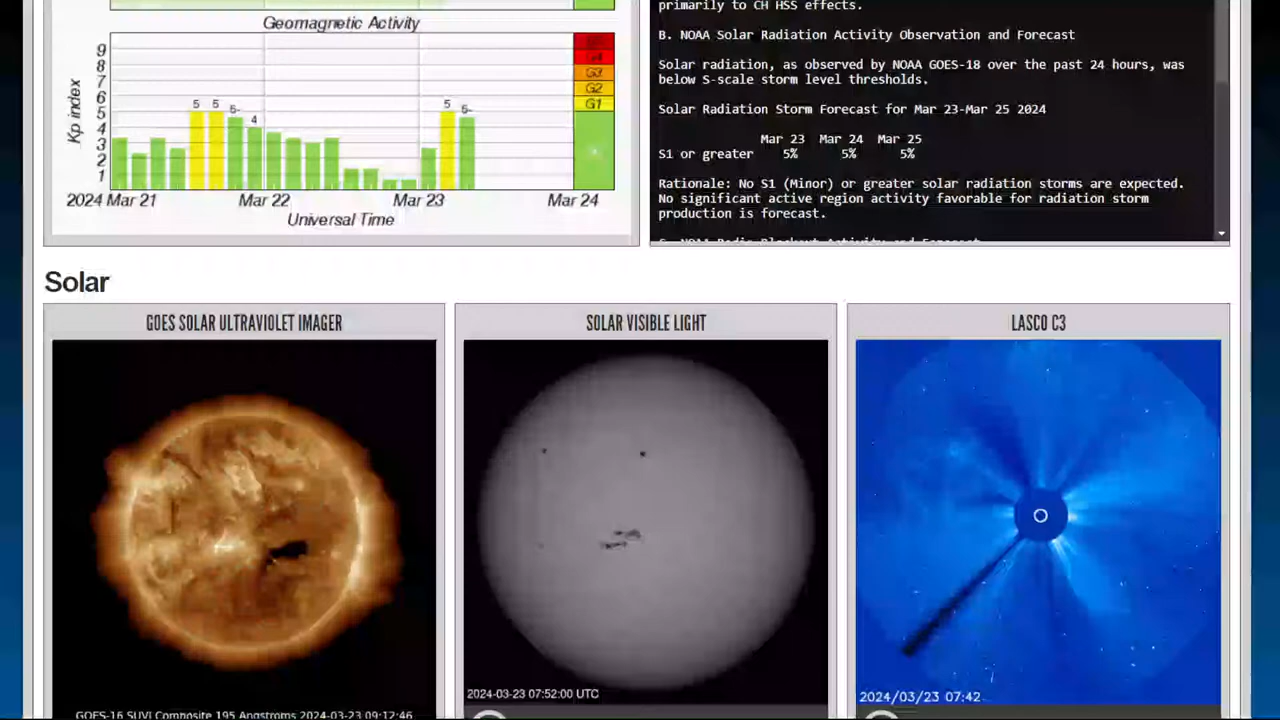 primarily to CH HSS effects.
Geomagnetic Activity
B. NOAA Solar Radiation Activity Observation and Forecast
Kp index
9
8
7
6
5
4
3
2
1
5 5 5- 4 5 5-
G4
G3
G2
G1
Solar radiation, as observed by NOAA GOES-18 over the past 24 hours, was
below S-scale storm level thresholds.
Solar Radiation Storm Forecast for Mar 23-Mar 25 2024
Mar 23 Mar 24 Mar 25
S1 or greater 5% 5% 5%
Rationale: No S1 (Minor) or greater solar radiation storms are expected.
No significant active region activity favorable for radiation storm
production is forecast.
2024 Mar 21 Mar 22 Mar 23 Mar 24
Universal Time
Solar
GOES SOLAR ULTRAVIOLET IMAGER
SOLAR VISIBLE LIGHT
LASCO C3
GOES-16 SUVI Composite 195 Angstroms 2024-03-23 09:12:46
2024-03-23 07:52:00 UTC
2024/03/23 07:42